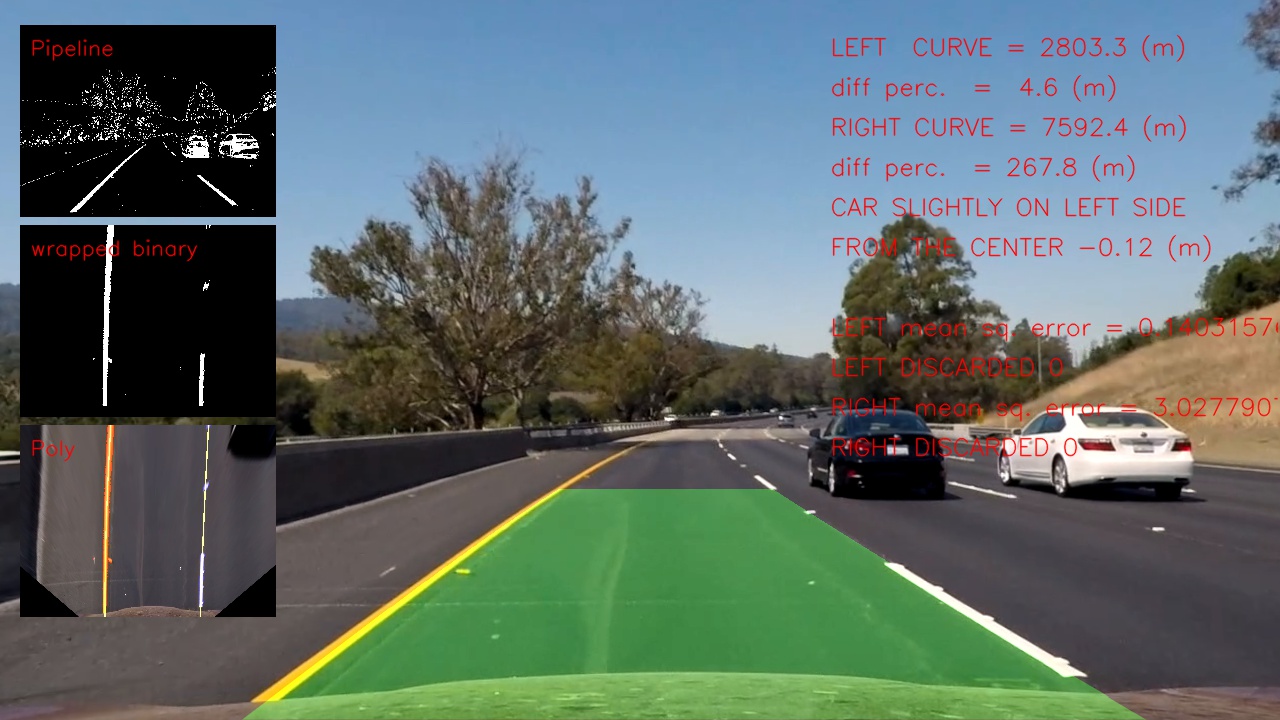 Pipeline
wrapped binary
Poly
LEFT CURVE = 2803.3 (m)
diff perc. = 4.6 (m)
RIGHT CURVE = 7592.4 (m)
diff perc. = 267.8 (m)
CAR SLIGHTLY ON LEFT SIDE
FROM THE CENTER -0.12 (m)
LEFT mean sq. error = 0.1403157
LEFT DISCARDED 0
RIGHT mean sq. error = 3.027790
RIGHT DISCARDED 0